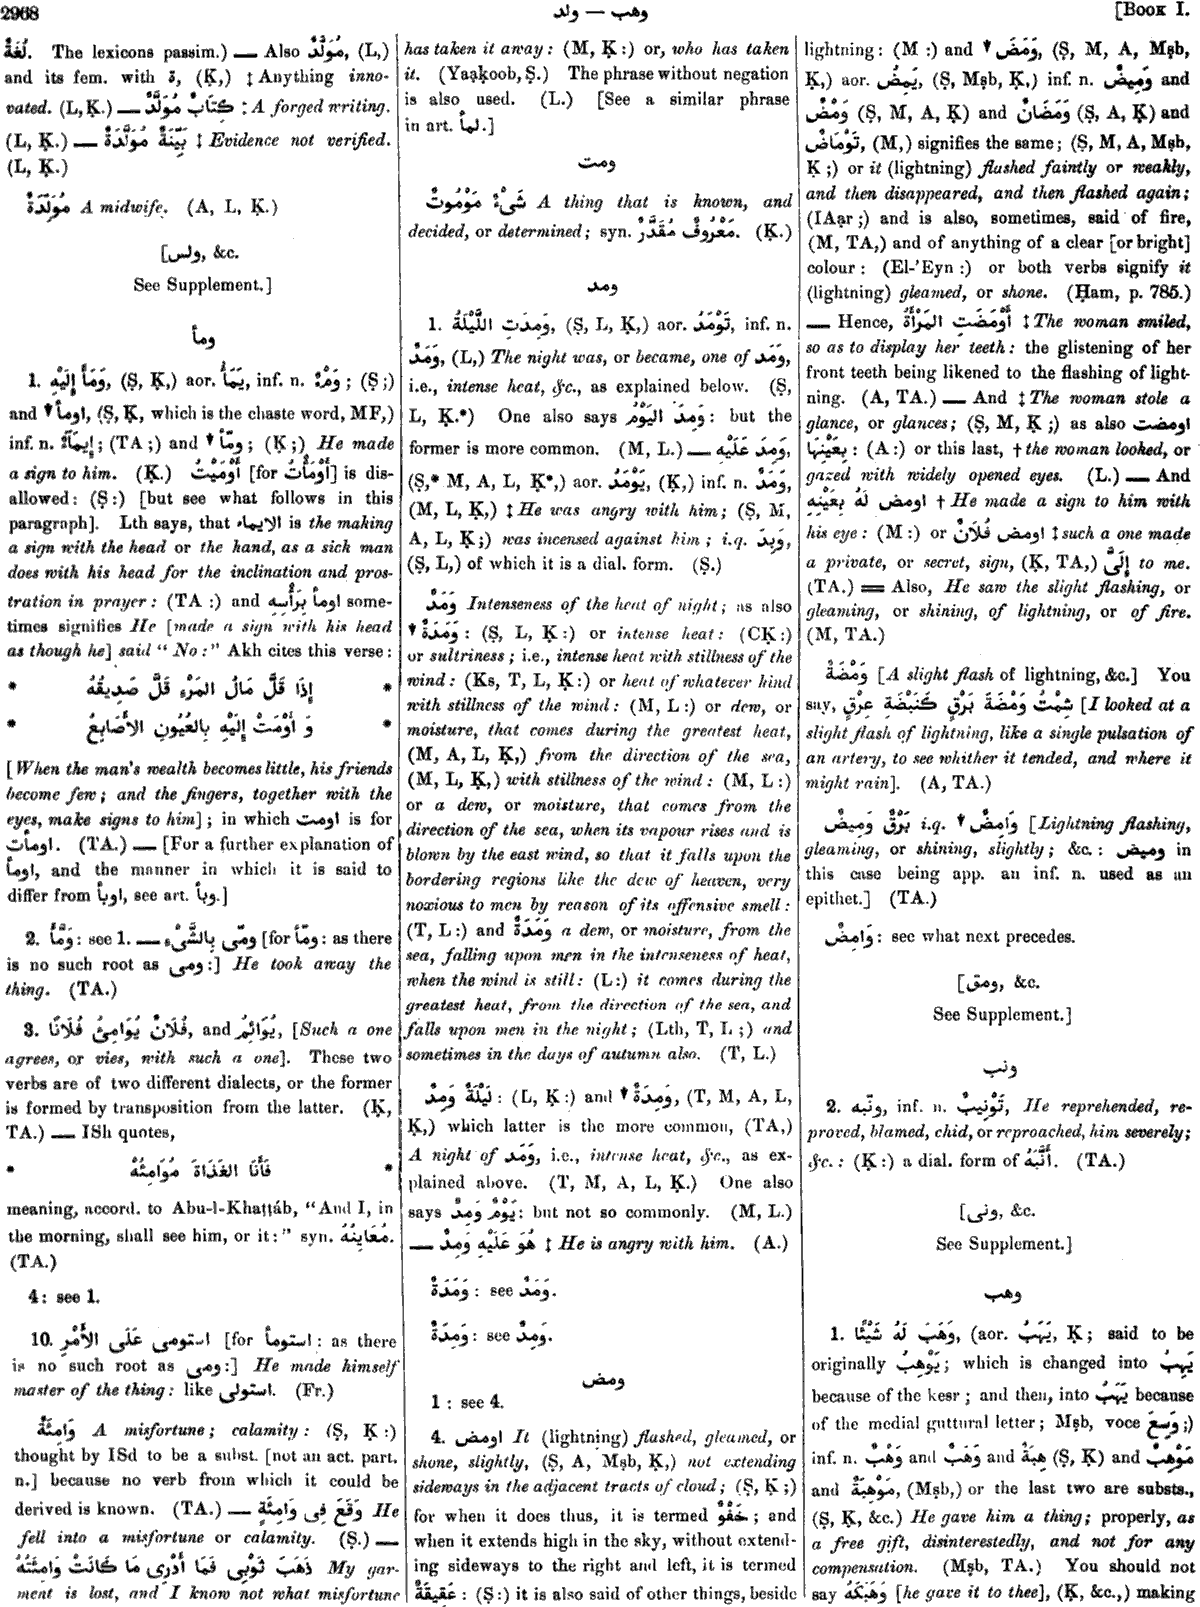 2968
وهب — ولد
[Book I.
لُغَةٌ. The lexicons passim.) — Also مُوَلَّدٌ, (L,)
and its fem. with ة, (Ḳ,) ‡ Anything inno-
vated. (L, Ḳ.) — كِتَابٌ مُوَلَّدٌ ‡ A forged writing.
(L, Ḳ.) — بَيِّنَةٌ مُوَلَّدَةٌ ‡ Evidence not verified.
(L, Ḳ.)
مُوَلِّدَةٌ A midwife. (A, L, Ḳ.)
[ولس, &c.
See Supplement.]
ومأ
1. وَمَأَ إِلَيْهِ, (Ṣ, Ḳ,) aor. يَمَأُ, inf. n. وَمْءٌ; (Ṣ;)
and ▼ اومأ, (Ṣ, Ḳ, which is the chaste word, MF,)
inf. n. إِيمَآءٌ; (TA;) and ▼ ومّأ; (Ḳ;) He made
a sign to him. (Ḳ.) أَوْمَيْتُ [for أَوْمَأْتُ] is dis-
allowed: (Ṣ:) [but see what follows in this
paragraph]. Lth says, that الايماء is the making
a sign with the head or the hand, as a sick man
does with his head for the inclination and pros-
tration in prayer: (TA:) and اومأ بِرَأْسِهِ some-
times signifies He [made a sign with his head
as though he] said "No:" Akh cites this verse:
* إِذَا قَلَّ مَالُ المَرْءِ قَلَّ صَدِيقُهُ *
* وَ أَوْمَتْ إِلَيْهِ بِالعُيُونِ الأَصَابِعُ *
[When the man's wealth becomes little, his friends
become few; and the fingers, together with the
eyes, make signs to him]; in which اومت is for
اومأت. (TA.) — [For a further explanation of
اومأ, and the manner in which it is said to
differ from اوبأ, see art. وبأ.]
2. وَمَّأَ: see 1. — ومّى بِالشَّىْءِ [for ومّأ: as there
is no such root as ومى:] He took away the
thing. (TA.)
3. فُلَانٌ يُوَامِئُ فُلَانًا, and يُوَائِمُ, [Such a one
agrees, or vies, with such a one]. These two
verbs are of two different dialects, or the former
is formed by transposition from the latter. (Ḳ,
TA.) — ISh quotes,
* فَأَنَا الغَدَاةَ مُوَامِئُهْ *
meaning, accord. to Abu-l-Khaṭṭáb, "And I, in
the morning, shall see him, or it:" syn. مُعَايِنُهُ.
(TA.)
4: see 1.
10. استومى عَلَى الأَمْرِ [for استومأ: as there
is no such root as ومى:] He made himself
master of the thing: like استولى. (Fr.)
وَامِئَةٌ A misfortune; calamity: (Ṣ, Ḳ:)
thought by ISd to be a subst. [not an act. part.
n.] because no verb from which it could be
derived is known. (TA.) — وَقَعَ فِى وَامِئَةٍ He
fell into a misfortune or calamity. (Ṣ.) —
ذَهَبَ ثَوْبِى فَمَا أَدْرِى مَا كَانَتْ وَامِئَتُهُ My gar-
ment is lost, and I know not what misfortune
has taken it away: (M, Ḳ:) or, who has taken
it. (Yaạḳoob, Ṣ.) The phrase without negation
is also used. (L.) [See a similar phrase
in art. لمأ.]
ومت
شَىْءٌ مَوْمُوتٌ A thing that is known, and
decided, or determined; syn. مَعْرُوفٌ مُقَدَّرٌ. (Ḳ.)
ومد
1. وَمِدَتِ اللَّيْلَةُ, (Ṣ, L, Ḳ,) aor. تَوْمَدُ, inf. n.
وَمَدٌ, (L,) The night was, or became, one of وَمَد,
i.e., intense heat, &c., as explained below. (Ṣ,
L, Ḳ.*) One also says وَمِدَ اليَوْمُ: but the
former is more common. (M, L.) — وَمِدَ عَلَيْهِ,
(Ṣ,* M, A, L, Ḳ*,) aor. يَوْمَدُ, (Ḳ,) inf. n. وَمَدٌ,
(M, L, Ḳ,) ‡ He was angry with him; (Ṣ, M,
A, L, Ḳ;) was incensed against him; i.q. وَبِدَ,
(Ṣ, L,) of which it is a dial. form. (Ṣ.)
وَمَدٌ Intenseness of the heat of night; as also
▼ وَمَدَةٌ: (Ṣ, L, Ḳ:) or intense heat: (CḲ:)
or sultriness; i.e., intense heat with stillness of the
wind: (Ks, T, L, Ḳ:) or heat of whatever kind
with stillness of the wind: (M, L:) or dew, or
moisture, that comes during the greatest heat,
(M, A, L, Ḳ,) from the direction of the sea,
(M, L, Ḳ,) with stillness of the wind: (M, L:)
or a dew, or moisture, that comes from the
direction of the sea, when its vapour rises and is
blown by the east wind, so that it falls upon the
bordering regions like the dew of heaven, very
noxious to men by reason of its offensive smell:
(T, L:) and وَمَدَةٌ a dew, or moisture, from the
sea, falling upon men in the intenseness of heat,
when the wind is still: (L:) it comes during the
greatest heat, from the direction of the sea, and
falls upon men in the night; (Lth, T, L;) and
sometimes in the days of autumn also. (T, L.)
لَيْلَةٌ وَمِدٌ: (L, Ḳ:) and ▼ وَمِدَةٌ, (T, M, A, L,
Ḳ,) which latter is the more common, (TA,)
A night of وَمَد, i.e., intense heat, &c., as ex-
plained above. (T, M, A, L, Ḳ.) One also
says يَوْمٌ وَمِدٌ: but not so commonly. (M, L.)
— هُوَ عَلَيْهِ وَمِدٌ ‡ He is angry with him. (A.)
وَمَدَةٌ: see وَمَدٌ.
وَمِدَةٌ: see وَمِدٌ.
ومض
1: see 4.
4. اومض It (lightning) flashed, gleamed, or
shone, slightly, (Ṣ, A, Mṣb, Ḳ,) not extending
sideways in the adjacent tracts of cloud; (Ṣ, Ḳ;)
for when it does thus, it is termed خَفْوٌ; and
when it extends high in the sky, without extend-
ing sideways to the right and left, it is termed
عَقِيقَةٌ: (Ṣ:) it is also said of other things, beside
lightning: (M:) and ▼ وَمَضَ, (Ṣ, M, A, Mṣb,
Ḳ,) aor. يَمِضُ, (Ṣ, Mṣb, Ḳ,) inf. n. وَمِيضٌ and
وَمْضٌ (Ṣ, M, A, Ḳ) and وَمَضَانٌ (Ṣ, A, Ḳ) and
تَوْمَاضٌ, (M,) signifies the same; (Ṣ, M, A, Mṣb,
Ḳ;) or it (lightning) flashed faintly or weakly,
and then disappeared, and then flashed again;
(IAạr;) and is also, sometimes, said of fire,
(M, TA,) and of anything of a clear [or bright]
colour: (El-'Eyn:) or both verbs signify it
(lightning) gleamed, or shone. (Ḥam, p. 785.)
— Hence, أَوْمَضَتِ المَرْأَةُ ‡ The woman smiled,
so as to display her teeth: the glistening of her
front teeth being likened to the flashing of light-
ning. (A, TA.) — And ‡ The woman stole a
glance, or glances; (Ṣ, M, Ḳ;) as also اومضت
بِعَيْنِهَا: (A:) or this last, † the woman looked, or
gazed with widely opened eyes. (L.) — And
اومض لَهُ بِعَيْنِهِ † He made a sign to him with
his eye: (M:) or اومض فُلَانٌ ‡ such a one made
a private, or secret, sign, (Ḳ, TA,) إِلَىَّ to me.
(TA.) = Also, He saw the slight flashing, or
gleaming, or shining, of lightning, or of fire.
(M, TA.)
وَمْضَةٌ [A slight flash of lightning, &c.] You
say, شِمْتُ وَمْضَةَ بَرْقٍ كَنَبْضَةِ عِرْقٍ [I looked at a
slight flash of lightning, like a single pulsation of
an artery, to see whither it tended, and where it
might rain]. (A, TA.)
بَرْقٌ وَمِيضٌ i.q. ▼ وَامِضٌ [Lightning flashing,
gleaming, or shining, slightly; &c.: وميض in
this case being app. an inf. n. used as an
epithet.] (TA.)
وَامِضٌ: see what next precedes.
[ومق, &c.
See Supplement.]
ونب
2. ونّبه, inf. n. تَوْنِيبٌ, He reprehended, re-
proved, blamed, chid, or reproached, him severely;
&c.: (Ḳ:) a dial. form of أَنَّبَهُ. (TA.)
[ونى, &c.
See Supplement.]
وهب
1. وَهَبَ لَهُ شَيْئًا, (aor. يَهَبُ, Ḳ; said to be
originally يَوْهِبُ; which is changed into يَهِبُ
because of the kesr; and then, into يَهَبُ because
of the medial guttural letter; Mṣb, voce وَسِعَ;)
inf. n. وَهْبٌ and وَهَبٌ and هِبَةٌ (Ṣ, Ḳ) and مَوْهِبٌ
and مَوْهِبَةٌ, (Mṣb,) or the last two are substs.,
(Ṣ, Ḳ, &c.) He gave him a thing; properly, as
a free gift, disinterestedly, and not for any
compensation. (Mṣb, TA.) You should not
say وَهَبَكَهُ [he gave it to thee], (Ḳ, &c.,) making